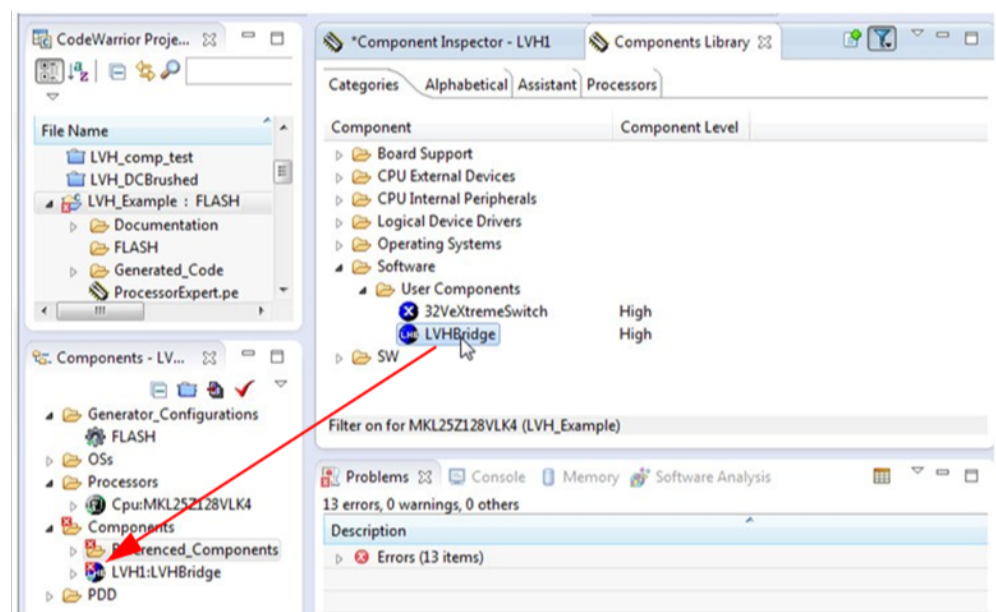 CodeWarrior Proje...
File Name
LVH_comp_test
LVH_DCBrushed
LVH_Example : FLASH
Documentation
FLASH
Generated_Code
ProcessorExpert.pe
Components - LV...
Generator_Configurations
FLASH
OSs
Processors
Cpu:MKL25Z128VLK4
Components
Referenced_Components
LVH1:LVHBridge
PDD
*Component Inspector - LVH1 Components Library
Categories Alphabetical Assistant Processors
Component Component Level
Board Support
CPU External Devices
CPU Internal Peripherals
Logical Device Drivers
Operating Systems
Software
User Components
32VeXtremeSwitch High
LVHBridge High
SW
Filter on for MKL25Z128VLK4 (LVH_Example)
Problems Console Memory Software Analysis
13 errors, 0 warnings, 0 others
Description
Errors (13 items)